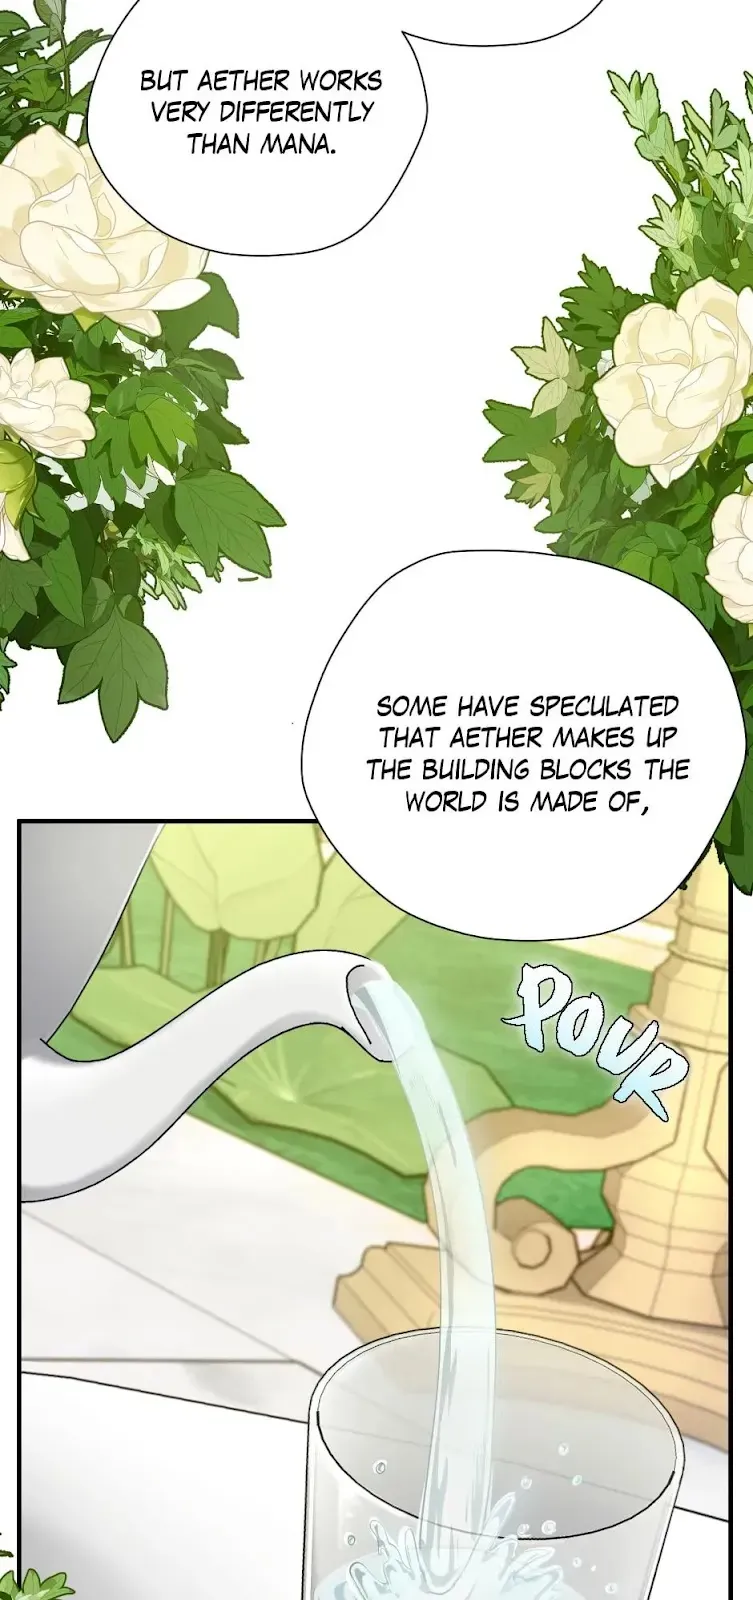 BUT AETHER WORKS
VERY DIFFERENTLY
THAN MANA.
SOME HAVE SPECULATED
THAT AETHER MAKES UP
THE BUILDING BLOCKS THE
WORLD IS MADE OF,
POUR